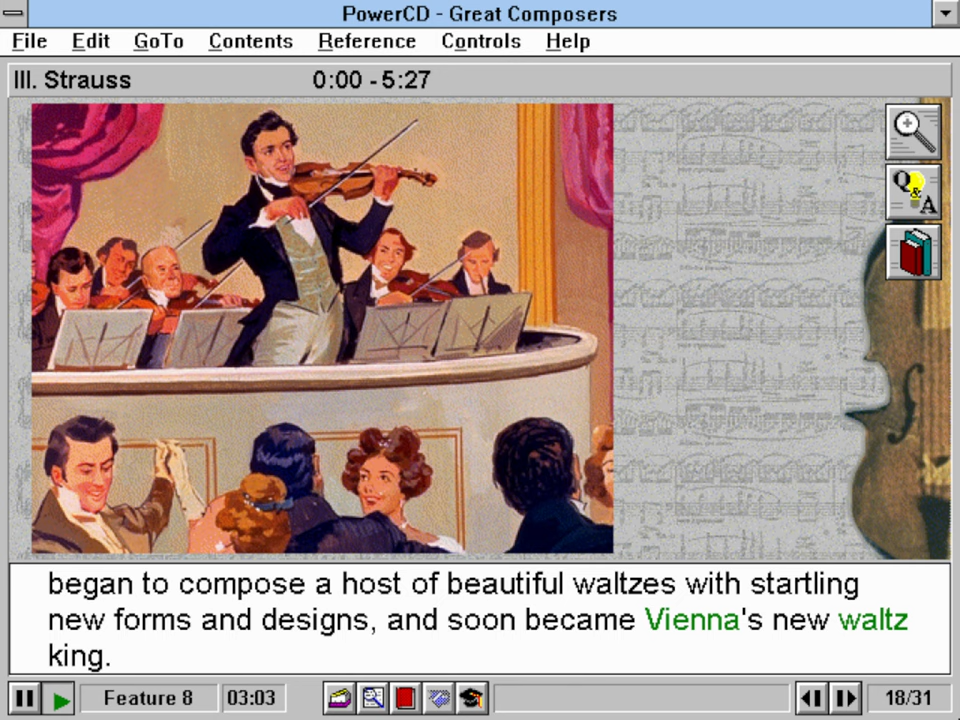 PowerCD - Great Composers
File Edit GoTo Contents Reference Controls Help
III. Strauss 0:00 - 5:27
Q & A
began to compose a host of beautiful waltzes with startling
new forms and designs, and soon became Vienna's new waltz
king.
Feature 8 03:03 18/31